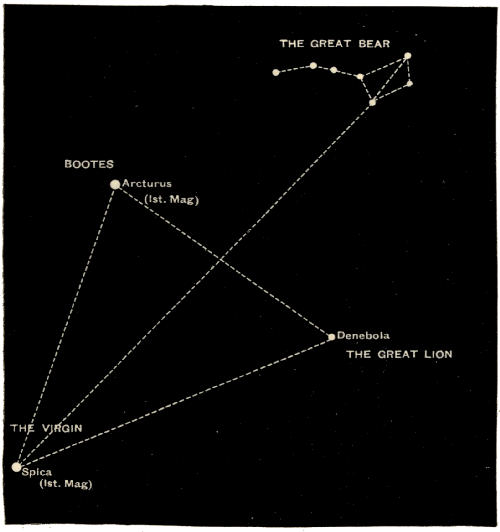 THE GREAT BEAR
BOOTES
Arcturus
(Ist. Mag)
Denebola
THE GREAT LION
THE VIRGIN
Spica
(Ist. Mag)